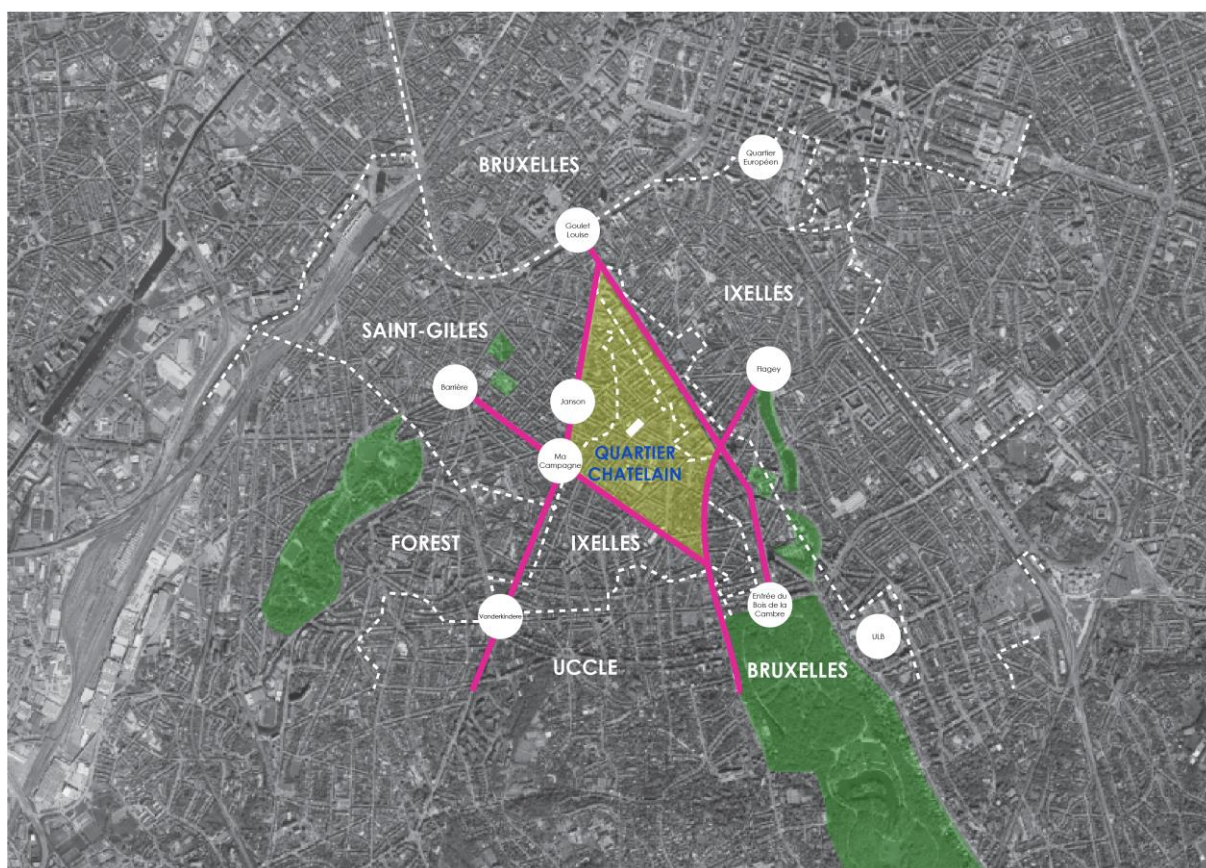 Quartier
Européen
BRUXELLES
Goulet
Louise
IXELLES
SAINT-GILLES
Flagey
Barrière
Janson
Ma
Campagne
QUARTIER
CHATELAIN
FOREST
IXELLES
Entrée du
Bois de la
Cambre
Vanderkindere
ULB
UCCLE
BRUXELLES